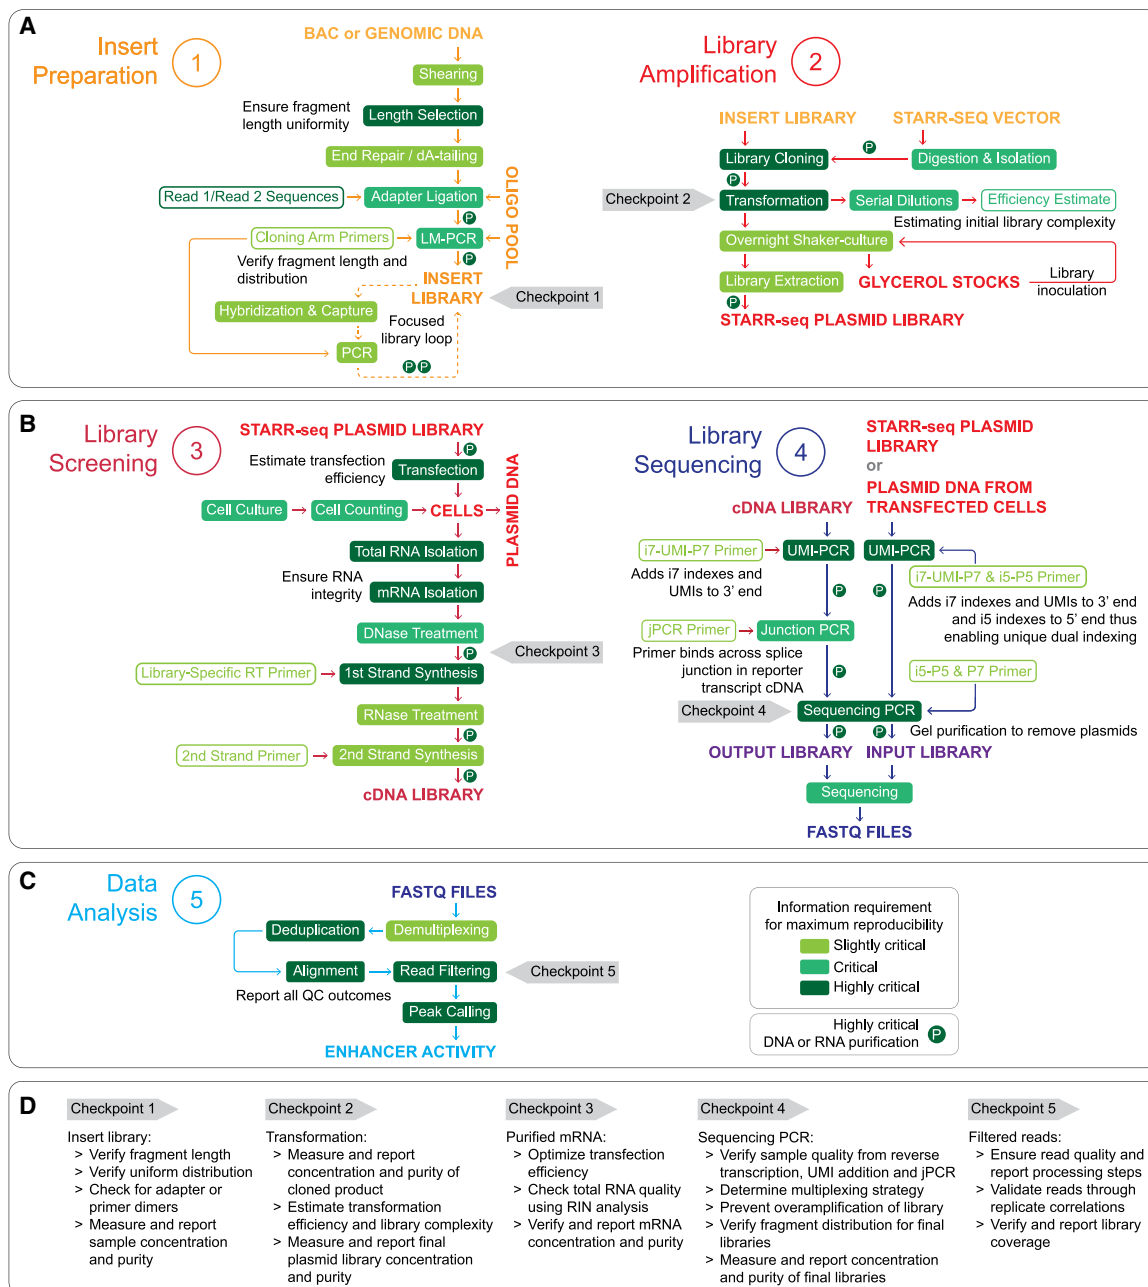 A
Insert
Preparation
1
BAC or GENOMIC DNA
Shearing
Ensure fragment
length uniformity
Length Selection
End Repair / dA-tailing
Read 1/Read 2 Sequences
Adapter Ligation
OLIGO POOL
P
Cloning Arm Primers
LM-PCR
Verify fragment length and
distribution
P
INSERT
LIBRARY
Checkpoint 1
Hybridization & Capture
Focused
library loop
PCR
P P
Library
Amplification
2
INSERT LIBRARY
STARR-SEQ VECTOR
P
Library Cloning
Digestion & Isolation
P
Checkpoint 2
Transformation
Serial Dilutions
Efficiency Estimate
Estimating initial library complexity
Overnight Shaker-culture
Library Extraction
GLYCEROL STOCKS
Library
inoculation
P
STARR-seq PLASMID LIBRARY
B
Library
Screening
3
STARR-seq PLASMID LIBRARY
P
Estimate transfection
efficiency
Transfection
Cell Culture
Cell Counting
CELLS
PLASMID DNA
Total RNA Isolation
Ensure RNA
integrity
mRNA Isolation
DNase Treatment
P
Checkpoint 3
Library-Specific RT Primer
1st Strand Synthesis
RNase Treatment
P
2nd Strand Primer
2nd Strand Synthesis
P
cDNA LIBRARY
Library
Sequencing
4
STARR-seq PLASMID
LIBRARY
or
PLASMID DNA FROM
TRANSFECTED CELLS
cDNA LIBRARY
i7-UMI-P7 Primer
UMI-PCR
UMI-PCR
Adds i7 indexes and
UMIs to 3' end
P
P
i7-UMI-P7 & i5-P5 Primer
Adds i7 indexes and UMIs to 3' end
and i5 indexes to 5' end thus
enabling unique dual indexing
jPCR Primer
Junction PCR
Primer binds across splice
junction in reporter
transcript cDNA
P
i5-P5 & P7 Primer
Checkpoint 4
Sequencing PCR
P
P
Gel purification to remove plasmids
OUTPUT LIBRARY
INPUT LIBRARY
Sequencing
FASTQ FILES
C
Data
Analysis
5
FASTQ FILES
Deduplication
Demultiplexing
Alignment
Read Filtering
Checkpoint 5
Report all QC outcomes
Peak Calling
ENHANCER ACTIVITY
Information requirement
for maximum reproducibility
Slightly critical
Critical
Highly critical
Highly critical
DNA or RNA purification
P
D
Checkpoint 1
Insert library:
> Verify fragment length
> Verify uniform distribution
> Check for adapter or
primer dimers
> Measure and report
sample concentration
and purity
Checkpoint 2
Transformation:
> Measure and report
concentration and purity of
cloned product
> Estimate transformation
efficiency and library complexity
> Measure and report final
plasmid library concentration
and purity
Checkpoint 3
Purified mRNA:
> Optimize transfection
efficiency
> Check total RNA quality
using RIN analysis
> Verify and report mRNA
concentration and purity
Checkpoint 4
Sequencing PCR:
> Verify sample quality from reverse
transcription, UMI addition and jPCR
> Determine multiplexing strategy
> Prevent overamplification of library
> Verify fragment distribution for final
libraries
> Measure and report concentration
and purity of final libraries
Checkpoint 5
Filtered reads:
> Ensure read quality and
report processing steps
> Validate reads through
replicate correlations
> Verify and report library
coverage